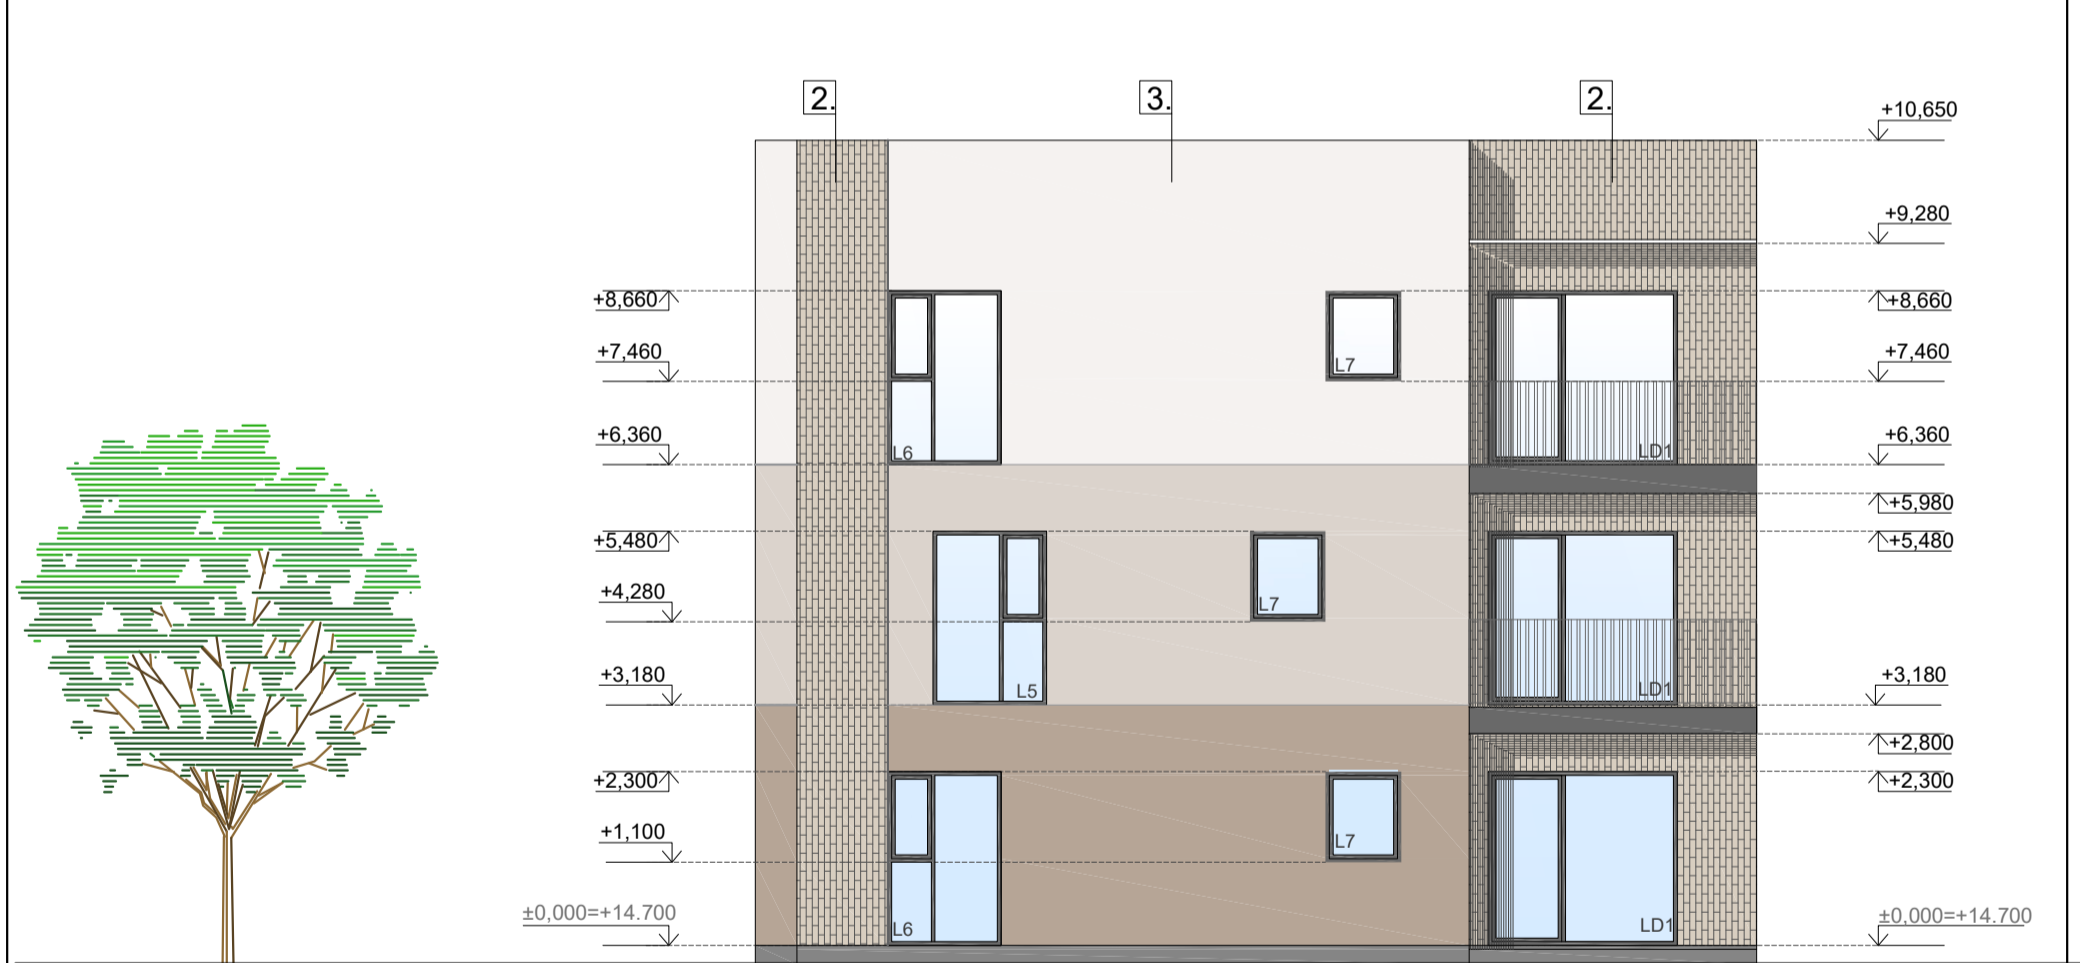 2.
3.
2.
+10,650
+9,280
+8,660
+8,660
+7,460
L7
+7,460
+6,360
L6
LD1
+6,360
+5,980
+5,480
+5,480
+4,280
L7
+3,180
L5
LD1
+3,180
+2,800
+2,300
+2,300
+1,100
L7
±0,000=+14.700
L6
LD1
±0,000=+14.700